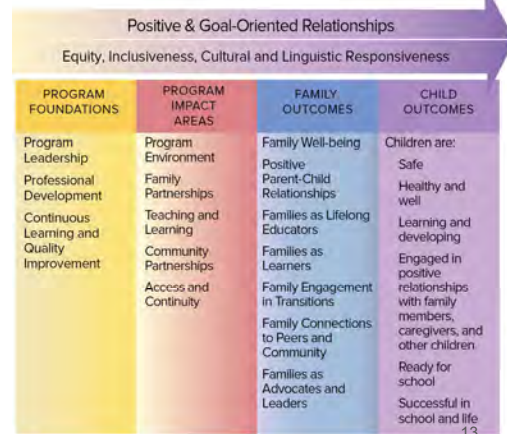 Positive & Goal-Oriented Relationships
Equity, Inclusiveness, Cultural and Linguistic Responsiveness
PROGRAM
FOUNDATIONS
Program
Leadership
Professional
Development
Continuous
Learning and
Quality
Improvement
PROGRAM
IMPACT
AREAS
Program
Environment
Family
Partnerships
Teaching and
Learning
Community
Partnerships
Access and
Continuity
FAMILY
OUTCOMES
Family Well-being
Positive
Parent-Child
Relationships
Families as Lifelong
Educators
Families as
Learners
Family Engagement
in Transitions
Family Connections
to Peers and
Community
Families as
Advocates and
Leaders
CHILD
OUTCOMES
Children are:
Safe
Healthy and
well
Learning and
developing
Engaged in
positive
relationships
with family
members,
caregivers, and
other children
Ready for
school
Successful in
school and life
13